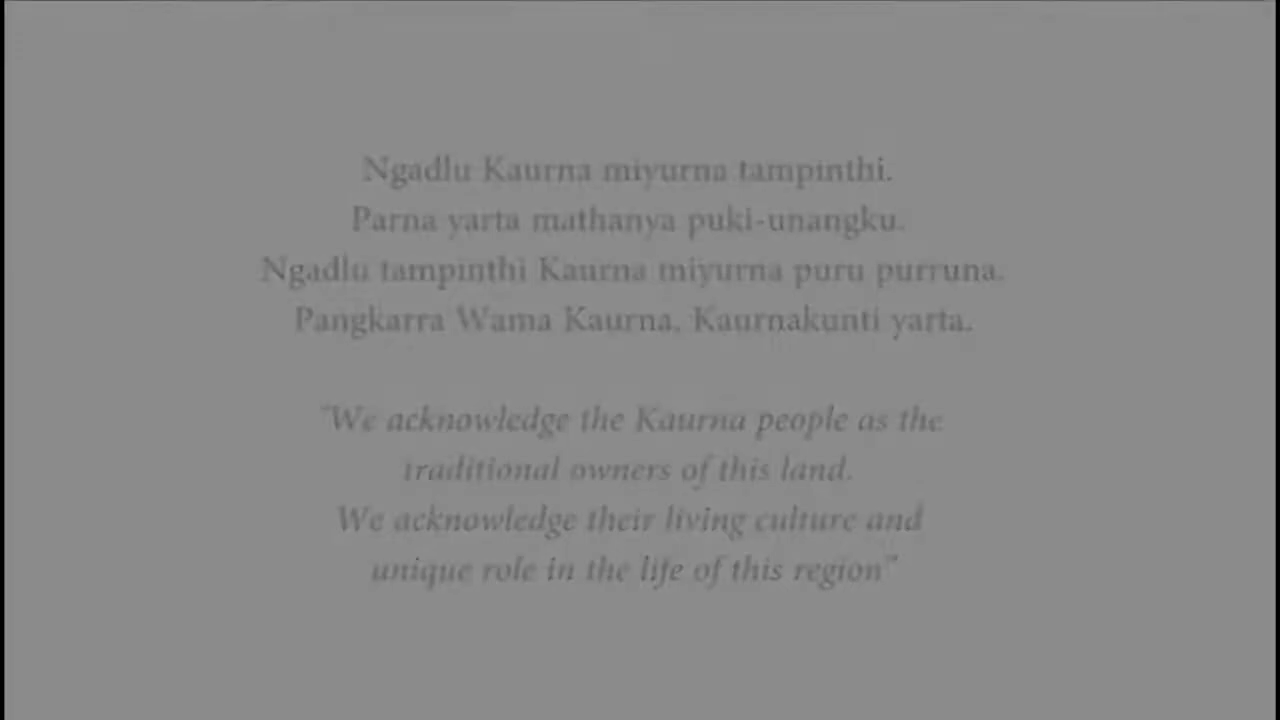 Ngadlu Kaurna miyurna tampinthi.
Parna yarta mathanya puki-unangku.
Ngadlu tampinthi Kaurna miyurna puru purruna.
Pangkarra Wama Kaurna, Kaurnakunti yarta.
"We acknowledge the Kaurna people as the
traditional owners of this land.
We acknowledge their living culture and
unique role in the life of this region"